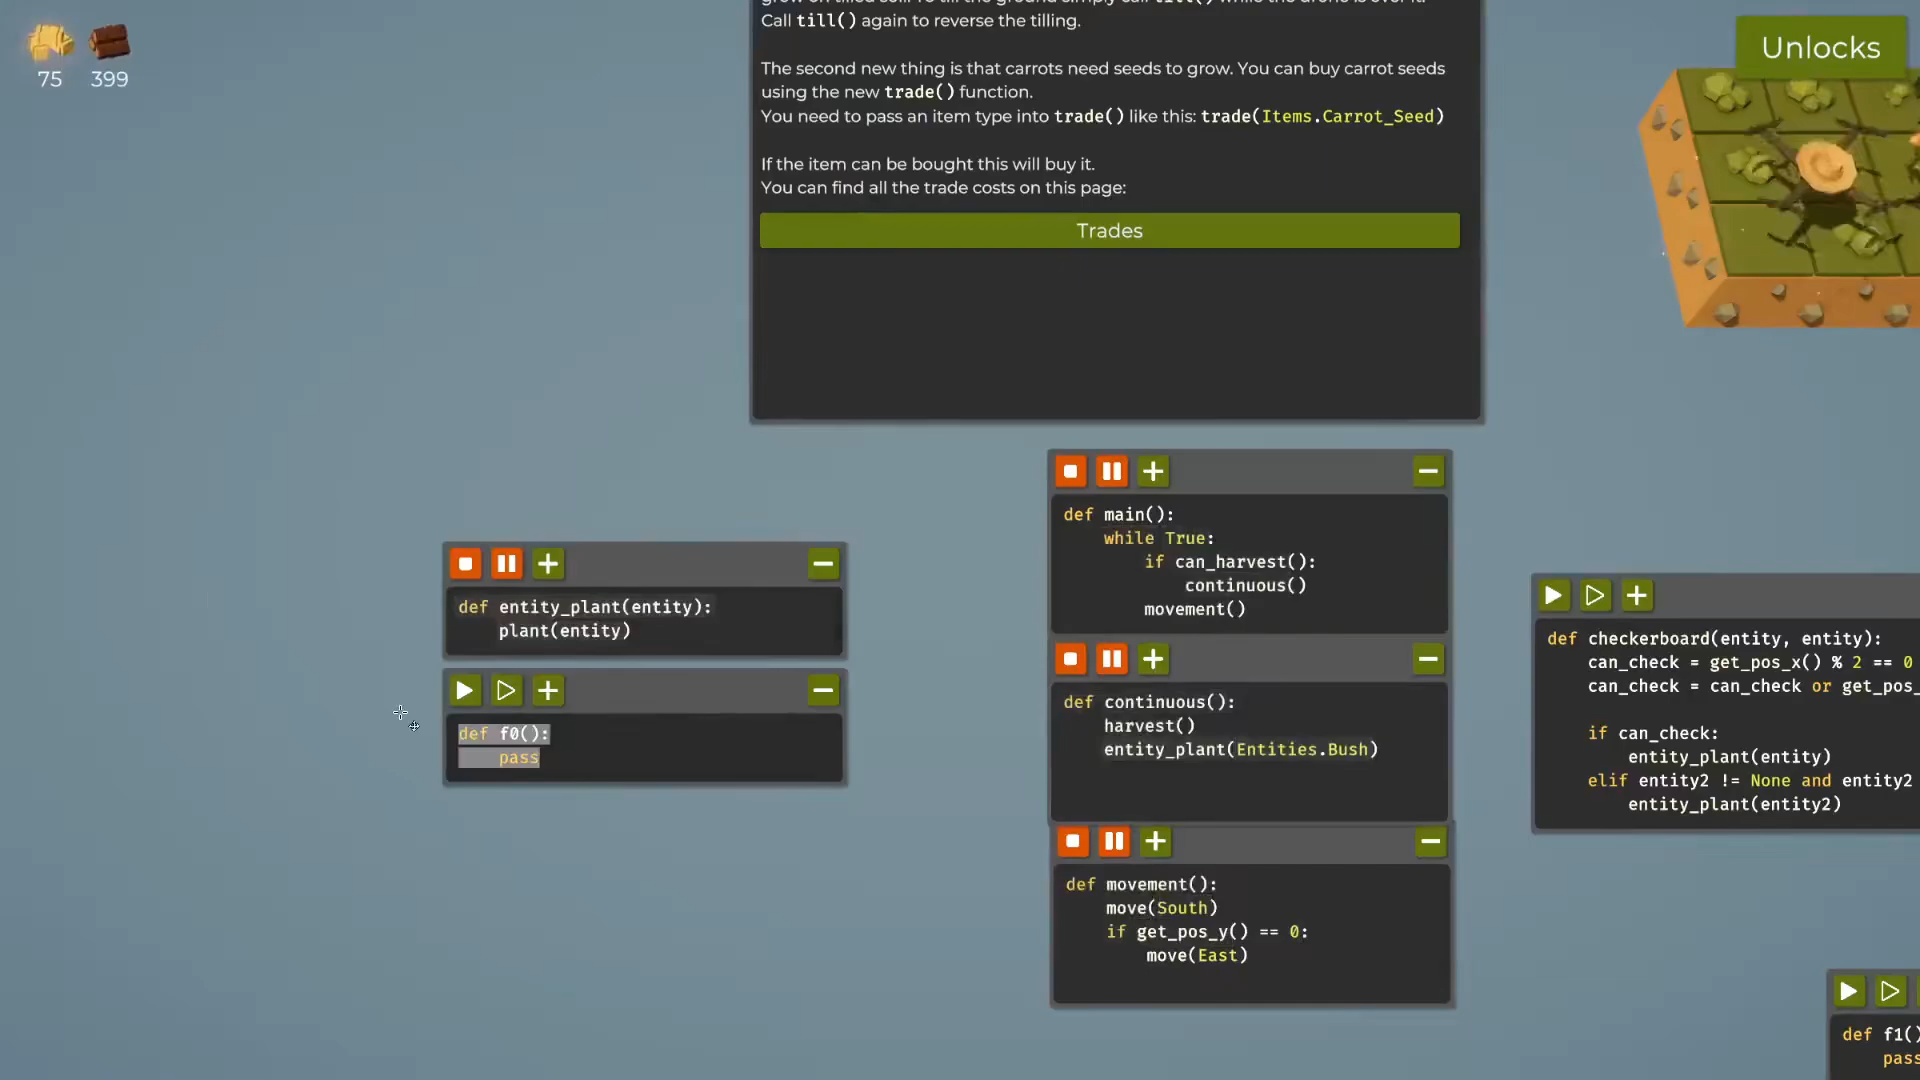 75 399
Unlocks
Call till() again to reverse the tilling.
The second new thing is that carrots need seeds to grow. You can buy carrot seeds
using the new trade() function.
You need to pass an item type into trade() like this: trade(Items.Carrot_Seed)
If the item can be bought this will buy it.
You can find all the trade costs on this page:
Trades
def entity_plant(entity):
plant(entity)
def f0():
pass
def main():
while True:
if can_harvest():
continuous()
movement()
def continuous():
harvest()
entity_plant(Entities.Bush)
def movement():
move(South)
if get_pos_y() == 0:
move(East)
def checkerboard(entity, entity):
can_check = get_pos_x() % 2 == 0
can_check = can_check or get_pos_
if can_check:
entity_plant(entity)
elif entity2 != None and entity2
entity_plant(entity2)
def f1()
pass